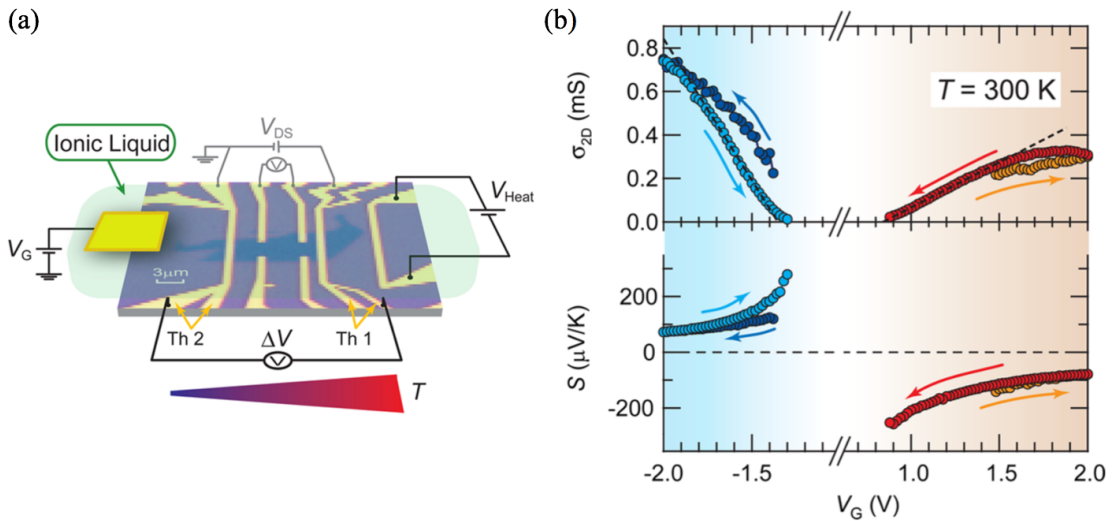 (a)
Ionic Liquid
V_DS
V
V_Heat
V_G
3μm
Th 2
ΔV
V
Th 1
T
(b)
0.8
0.6
0.4
0.2
0.0
σ_2D (mS)
T = 300 K
200
0
-200
S (μV/K)
-2.0
-1.5
1.0
1.5
2.0
V_G (V)